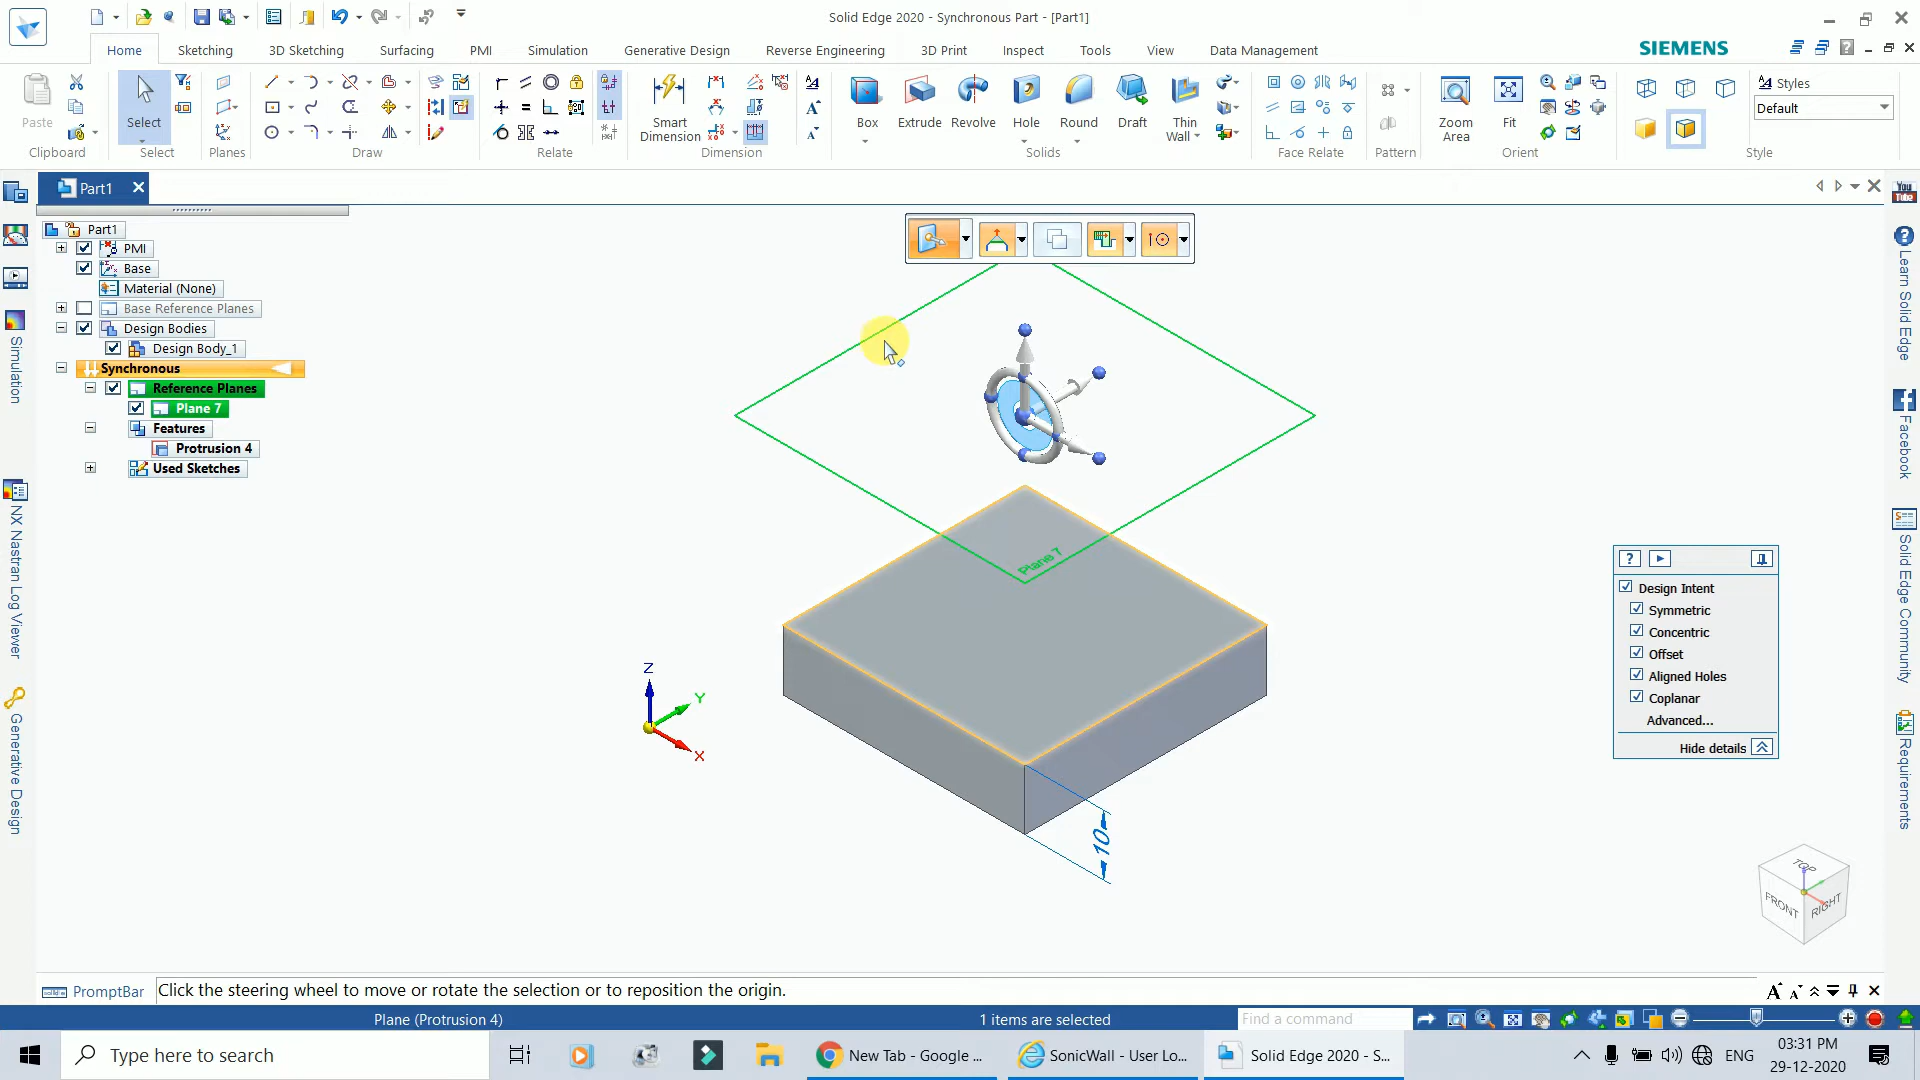 Solid Edge 2020 - Synchronous Part - [Part1]
Home
Sketching
3D Sketching
Surfacing
PMI
Simulation
Generative Design
Reverse Engineering
3D Print
Inspect
Tools
View
Data Management
SIEMENS
Paste
Clipboard
Select
Select
Planes
Draw
Relate
Smart
Dimension
Dimension
Box
Extrude
Revolve
Hole
Round
Draft
Thin
Wall
Solids
Face Relate
Pattern
Zoom
Area
Fit
Orient
Styles
Default
Style
Part1
Part1
PMI
Base
Material (None)
Base Reference Planes
Design Bodies
Design Body_1
Synchronous
Reference Planes
Plane 7
Features
Protrusion 4
Used Sketches
Simulation
NX Nastran Log Viewer
Generative Design
Plane 7
10
Z
Y
X
Design Intent
Symmetric
Concentric
Offset
Aligned Holes
Coplanar
Advanced...
Hide details
TOP
FRONT
RIGHT
You
Tube
Learn Solid Edge
Facebook
Solid Edge Community
Requirements
PromptBar
Click the steering wheel to move or rotate the selection or to reposition the origin.
Plane (Protrusion 4)
1 items are selected
Find a command
Type here to search
New Tab - Google ...
SonicWall - User Lo...
Solid Edge 2020 - S...
ENG
03:31 PM
29-12-2020